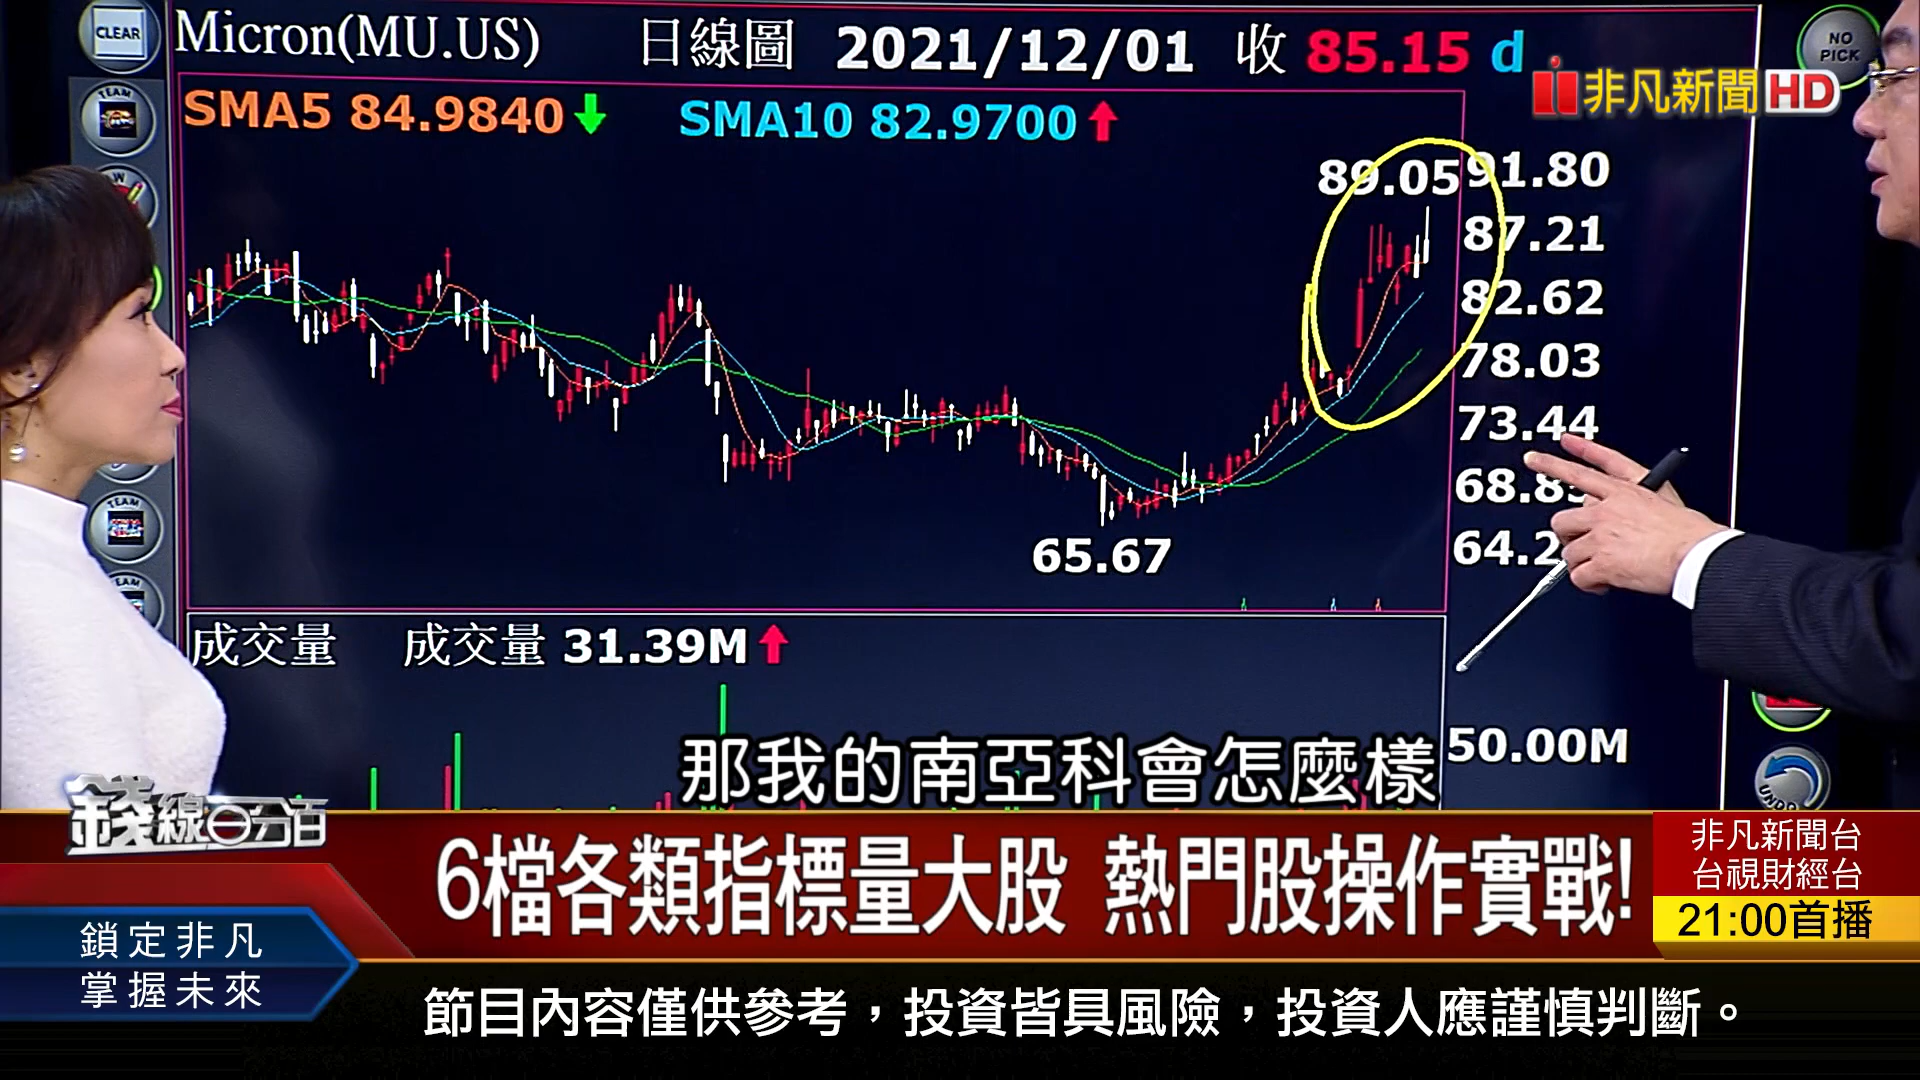 CLEAR
Micron(MU.US) 日線圖 2021/12/01 收 85.15 d
NO PICK
非凡新聞HD
TEAM
SMA5 84.9840 SMA10 82.9700
89.05
91.80
87.21
82.62
78.03
73.44
65.67
TEAM
成交量 成交量 31.39M
50.00M
UNDO
那我的南亞科會怎麼樣
錢線百分百
6檔各類指標量大股 熱門股操作實戰!
非凡新聞台
台視財經台
21:00首播
鎖定非凡
掌握未來
節目內容僅供參考，投資皆具風險，投資人應謹慎判斷。